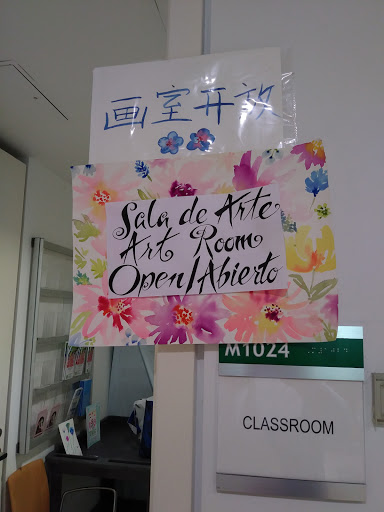 画室开放
Sala de Arte
Art Room
Open/Abierto
M1024
CLASSROOM